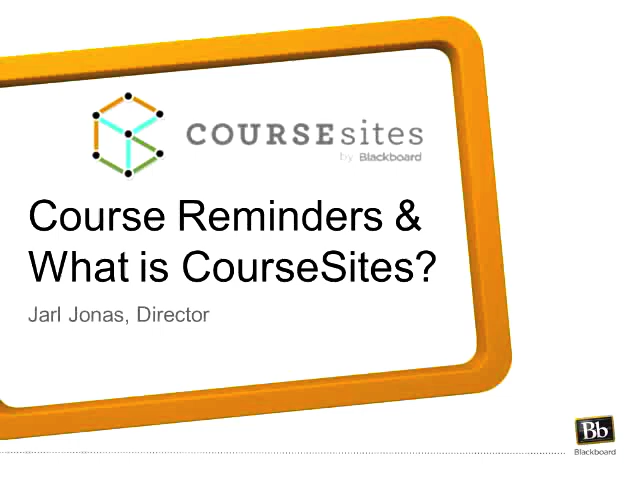 COURSEsites
by Blackboard
Course Reminders &
What is CourseSites?
Jarl Jonas, Director
Bb
Blackboard